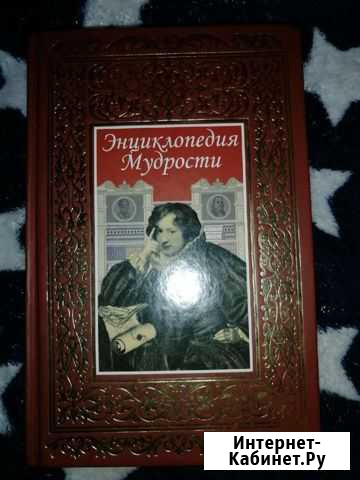 Энциклопедия
Мудрости
Интернет-
Кабинет.Ру